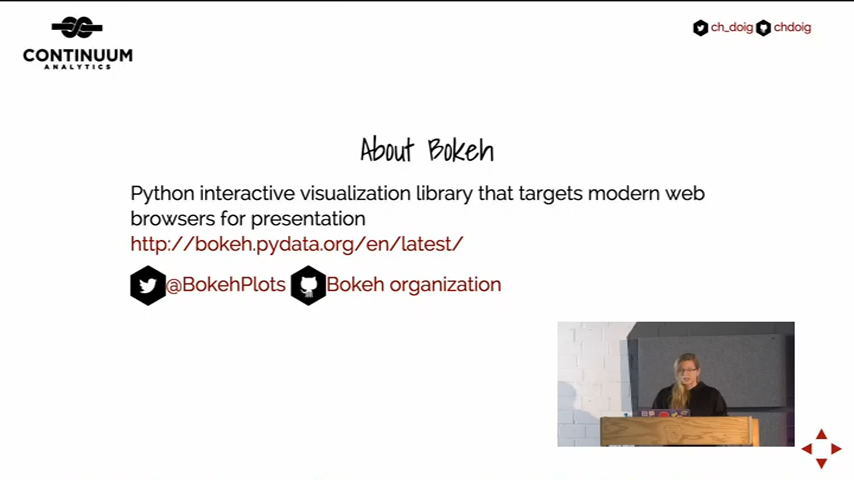 CONTINUUM
ANALYTICS
ch_doig chdoig
About Bokeh
Python interactive visualization library that targets modern web
browsers for presentation
http://bokeh.pydata.org/en/latest/
@BokehPlots Bokeh organization